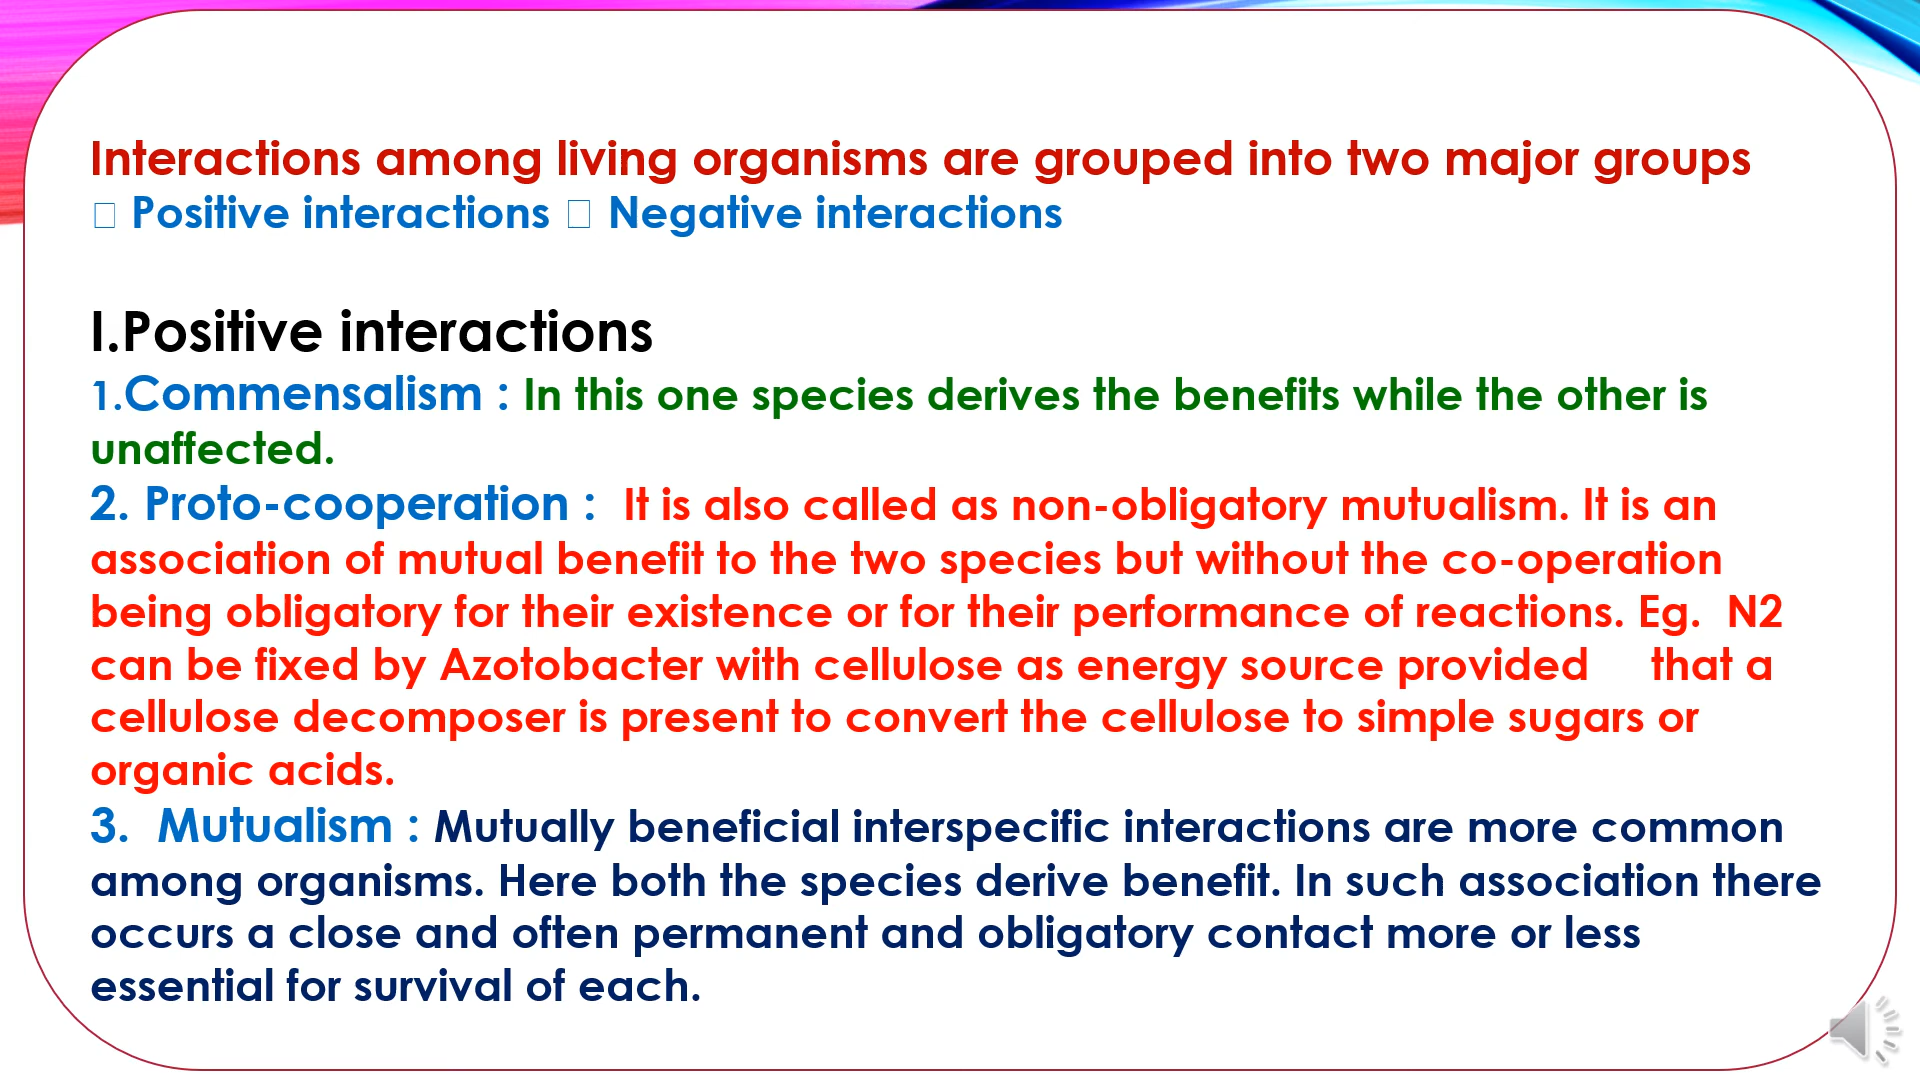 Interactions among living organisms are grouped into two major groups
□ Positive interactions □ Negative interactions
I.Positive interactions
1.Commensalism : In this one species derives the benefits while the other is
unaffected.
2. Proto-cooperation : It is also called as non-obligatory mutualism. It is an
association of mutual benefit to the two species but without the co-operation
being obligatory for their existence or for their performance of reactions. Eg. N2
can be fixed by Azotobacter with cellulose as energy source provided that a
cellulose decomposer is present to convert the cellulose to simple sugars or
organic acids.
3. Mutualism : Mutually beneficial interspecific interactions are more common
among organisms. Here both the species derive benefit. In such association there
occurs a close and often permanent and obligatory contact more or less
essential for survival of each.